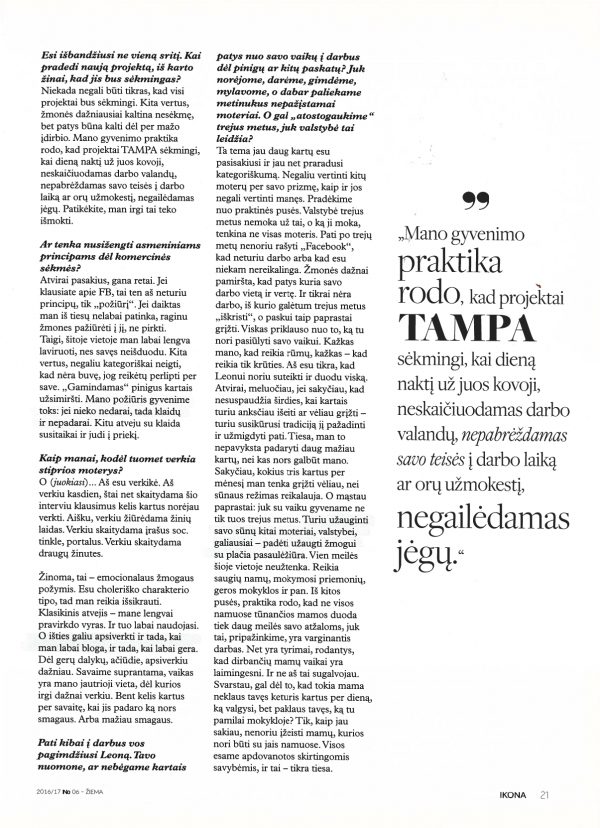 Esi išbandžiusi ne vieną sritį. Kai
pradedi naują projektą, iš karto
žinai, kad jis bus sėkmingas?
Niekada negali būti tikras, kad visi
projektai bus sėkmingi. Kita vertus,
žmonės dažniausiai kaltina nesėkmę,
bet patys būna kalti dėl per mažo
įdirbio. Mano gyvenimo praktika
rodo, kad projektai TAMPA sėkmingi,
kai dieną naktį už juos kovoji,
neskaičiuodamas darbo valandų,
nepabrėždamas savo teisės į darbo
laiką ar orų užmokestį, negailėdamas
jėgų. Patikėkite, man irgi tai teko
išmokti.
Ar tenka nusižengti asmeniniams
principams dėl komercinės
sėkmės?
Atvirai pasakius, gana retai. Jei
klausiate apie FB, tai ten aš neturiu
principų, tik „požiūrį“. Jei daiktas
man iš tiesų nelabai patinka, raginu
žmones pažiūrėti į jį, ne pirkti.
Taigi, šitoje vietoje man labai lengva
laviruoti, nes savęs neišduodu. Kita
vertus, negaliu kategoriškai neigti,
kad nėra buvę, jog reikėtų perlipti per
save. „Gamindamas“ pinigus kartais
užsimiršti. Mano požiūris gyvenime
toks: jei nieko nedarai, tada klaidų
ir nepadarai. Kitu atveju su klaida
susitaikai ir judi į priekį.
Kaip manai, kodėl tuomet verkia
stiprios moterys?
O (juokiasi)... Aš esu verkikė. Aš
verkiu kasdien, štai net skaitydama šio
interviu klausimus kelis kartus norėjau
verkti. Aišku, verkiu žiūrėdama žinių
laidas. Verkiu skaitydama įrašus soc.
tinkle, portalus. Verkiu skaitydama
draugų žinutes.
Žinoma, tai – emocionalaus žmogaus
požymis. Esu choleriško charakterio
tipo, tad man reikia išsikrauti.
Klasikinis atvejis – mane lengvai
pravirkdo vyras. Ir tuo labai naudojasi.
O išties galiu apsiverkti ir tada, kai
man labai bloga, ir tada, kai labai gera.
Dėl gerų dalykų, ačiūdie, apsiverkiu
dažniau. Savaime suprantama, vaikas
yra mano jautrioji vieta, dėl kurios
irgi dažnai verkiu. Bent kelis kartus
per savaitę, kai jis padaro ką nors
smagaus. Arba mažiau smagaus.
Pati kibai į darbus vos
pagimdžiusi Leoną. Tavo
nuomone, ar nebėgame kartais
patys nuo savo vaikų į darbus
dėl pinigų ar kitų paskatų? Juk
norėjome, darėme, gimdėme,
mylavome, o dabar paliekame
metinukus nepažįstamai
moteriai. O gal „atostogaukime“
trejus metus, juk valstybė tai
leidžia?
Ta tema jau daug kartų esu
pasisakiusi ir jau net praradusi
kategoriškumą. Negaliu vertinti kitų
moterų per savo prizmę, kaip ir jos
negali vertinti manęs. Pradėkime
nuo praktinės pusės. Valstybė trejus
metus nemoka už tai, o ką ji moka,
tenkina ne visas moteris. Pati po trejų
metų nenoriu rašyti „Facebook“,
kad neturiu darbo arba kad esu
niekam nereikalinga. Žmonės dažnai
pamiršta, kad patys kuria savo
darbo vietą ir vertę. Ir tikrai nėra
darbo, iš kurio galėtum trejus metus
„iškristi“, o paskui taip paprastai
grįžti. Viskas priklauso nuo to, ką tu
nori pasiūlyti savo vaikui. Kažkas
mano, kad reikia rūmų, kažkas – kad
reikia tik krūties. Aš esu tikra, kad
Leonui noriu suteikti ir duodu viską.
Atvirai, meluočiau, jei sakyčiau, kad
nesuspaudžia širdies, kai kartais
turiu anksčiau išeiti ar vėliau grįžti –
turiu susikūrusi tradiciją jį pažadinti
ir užmigdyti pati. Tiesa, man to
nepavyksta padaryti daug mažiau
kartų, nei kas nors galbūt mano.
Sakyčiau, kokius tris kartus per
mėnesį man tenka grįžti vėliau, nei
sūnaus režimas reikalauja. O mąstau
paprastai: juk su vaiku gyvename ne
tik tuos trejus metus. Turiu užauginti
savo sūnų kitai moteriai, valstybei,
galiausiai – padėti užaugti žmogui
su plačia pasaulėžiūra. Vien meilės
šioje vietoje neužtenka. Reikia
saugių namų, mokymosi priemonių,
geros mokyklos ir pan. Iš kitos
pusės, praktika rodo, kad ne visos
namuose tūnančios mamos duoda
tiek daug meilės savo atžaloms, juk
tai, pripažinkime, yra varginantis
darbas. Net yra tyrimai, rodantys,
kad dirbančių mamų vaikai yra
laimingesni. Ir ne aš tai sugalvojau.
Svarstau, gal dėl to, kad tokia mama
neklaus tavęs keturis kartus per dieną,
ką valgysi, bet paklaus tavęs, ką tu
pamilai mokykloje? Tik, kaip jau
sakiau, nenoriu įžeisti mamų, kurios
nori būti su jais namuose. Visos
esame apdovanotos skirtingomis
savybėmis, ir tai – tikra tiesa.
”
„Mano gyvenimo
praktika
rodo, kad projektai
TAMPA
sėkmingi, kai dieną
naktį už juos kovoji,
neskaičiuodamas darbo
valandų, nepabrėždamas
savo teisės į darbo laiką
ar orų užmokestį,
negailėdamas
jėgų.“
2016/17 No 06 – ŽIEMA
IKONA 21